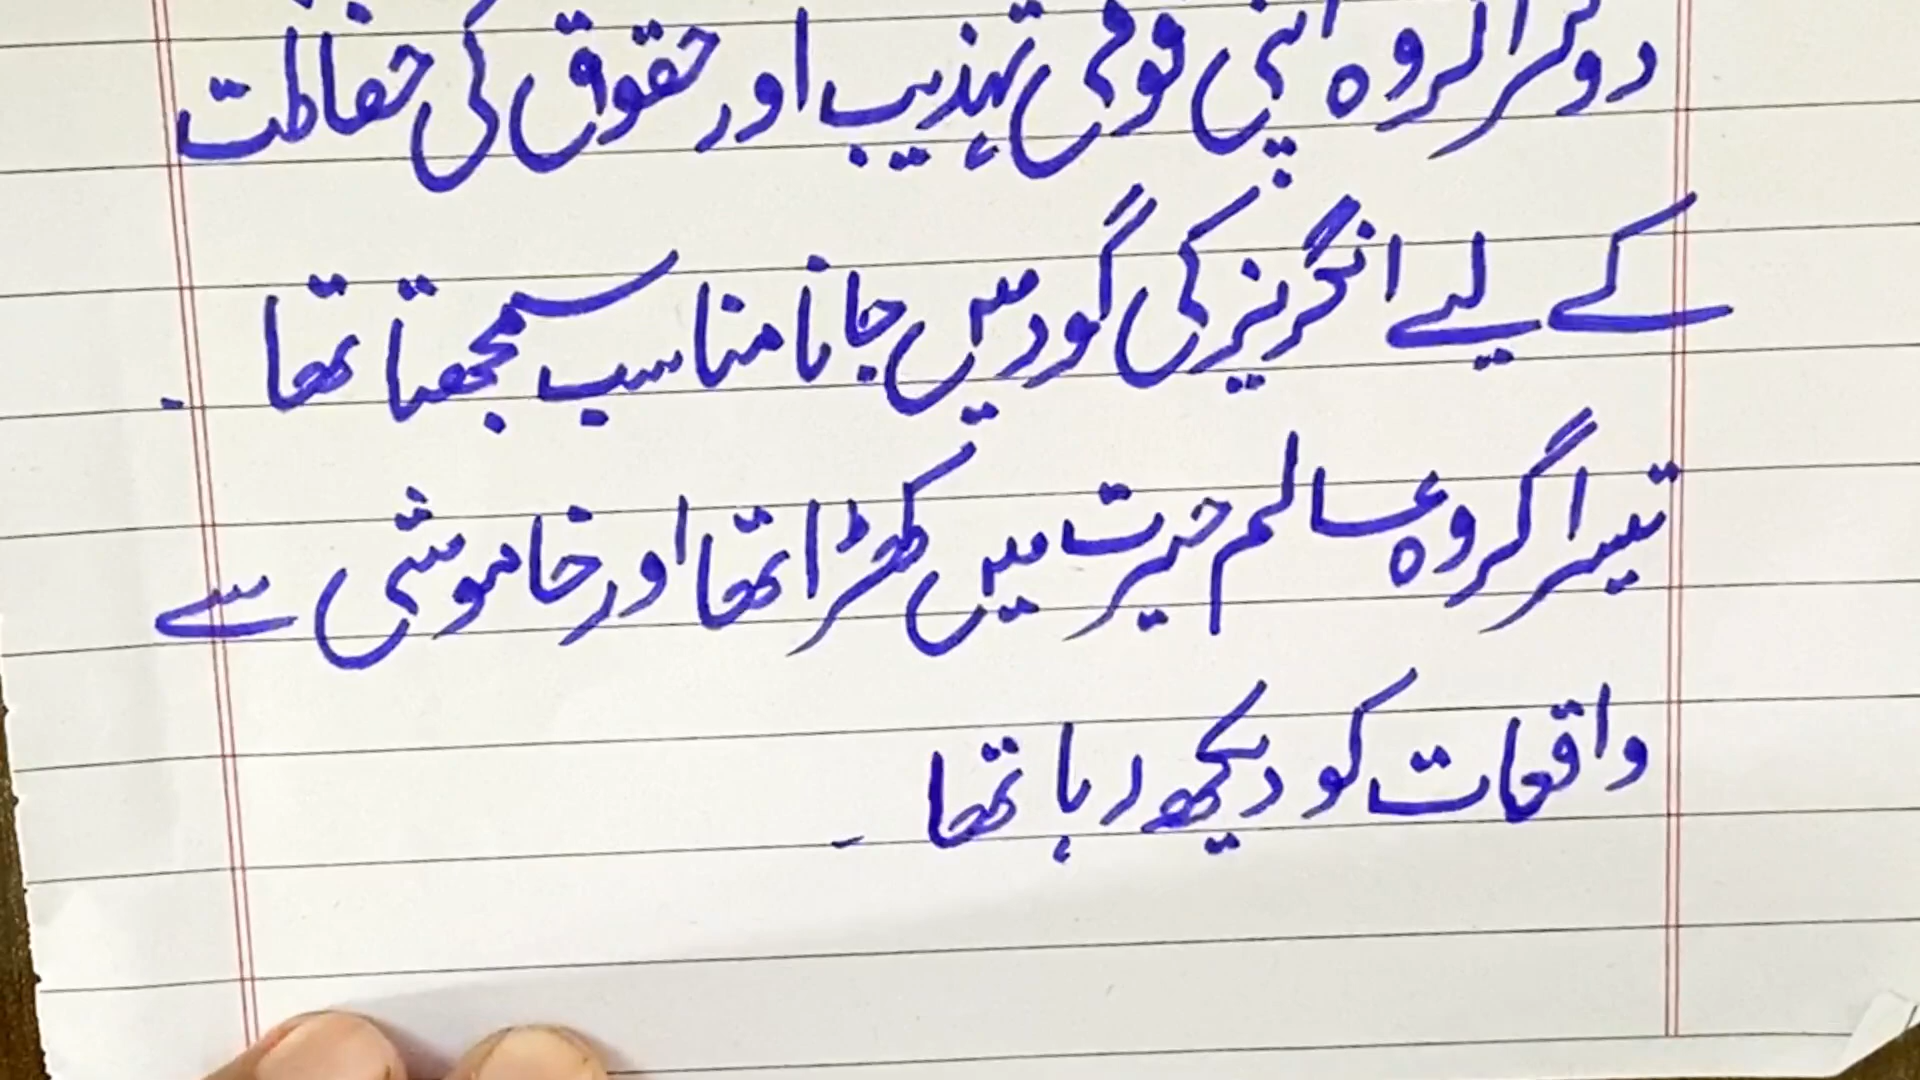 دوسرا گروہ اپنی قومی تہذیب اور حقوق کی حفاظت
کے لیے انگریز کی گود میں جانا مناسب سمجھتا تھا ۔
تیسرا گروہ عالم حیرت میں کھڑا تھا اور خاموشی سے
واقعات کو دیکھ رہا تھا ۔